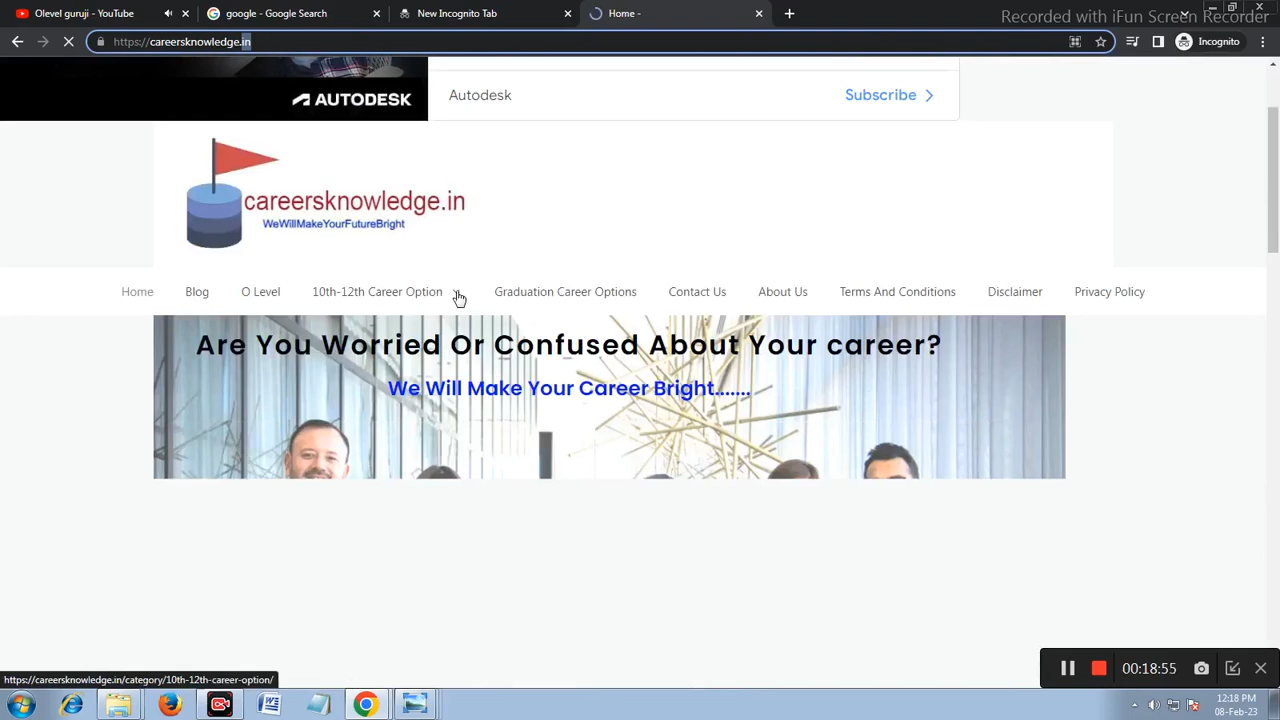 Olevel guruji - YouTube
google - Google Search
New Incognito Tab
Home -
Recorded with iFun Screen Recorder
https://careersknowledge.in
Incognito
AUTODESK
Autodesk
Subscribe
careersknowledge.in
WeWillMakeYourFutureBright
Home
Blog
O Level
10th-12th Career Option
Graduation Career Options
Contact Us
About Us
Terms And Conditions
Disclaimer
Privacy Policy
Are You Worried Or Confused About Your career?
We Will Make Your Career Bright.......
https://careersknowledge.in/category/10th-12th-career-option/
00:18:55
12:18 PM
08-Feb-23